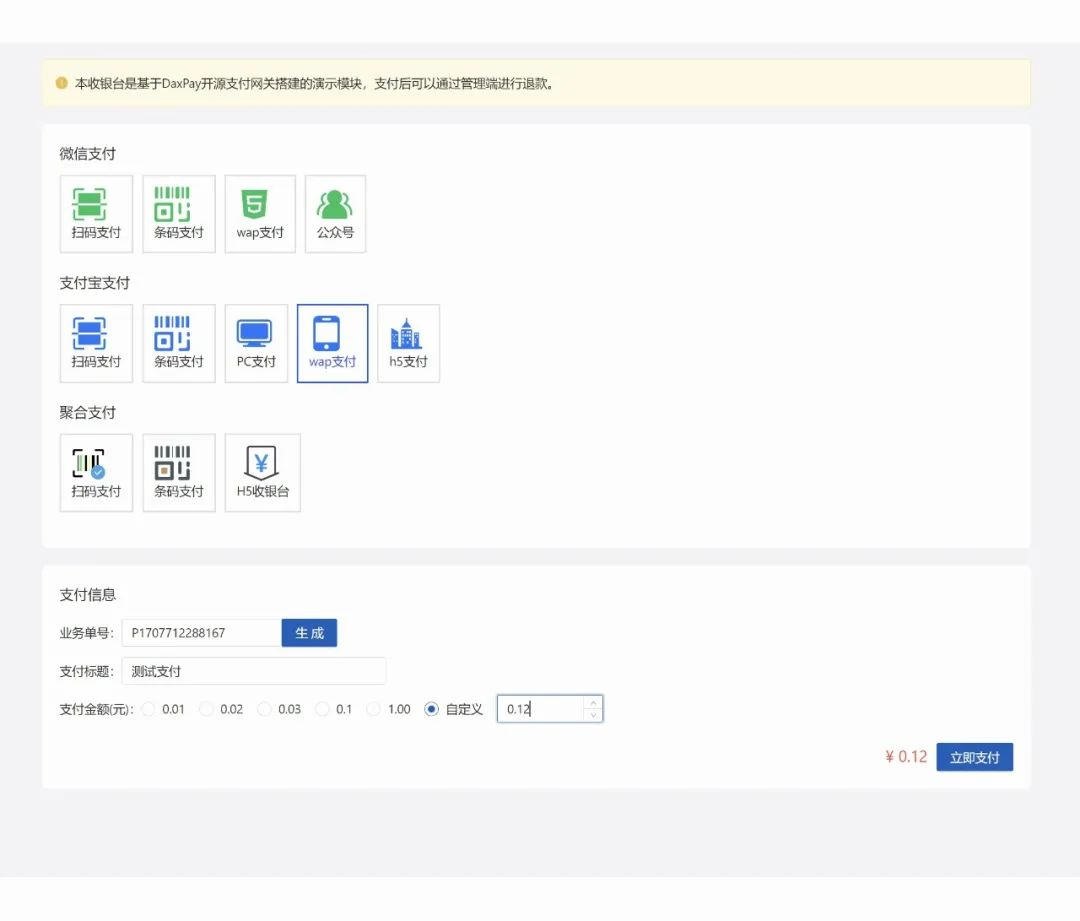 本收银台是基于DaxPay开源支付网关搭建的演示模块，支付后可以通过管理端进行退款。
微信支付
扫码支付 条码支付 wap支付 公众号
支付宝支付
扫码支付 条码支付 PC支付 wap支付 h5支付
聚合支付
扫码支付 条码支付 H5收银台
支付信息
业务单号： P1707712288167 生成
支付标题： 测试支付
支付金额(元)： 0.01 0.02 0.03 0.1 1.00 自定义 0.12
¥ 0.12 立即支付